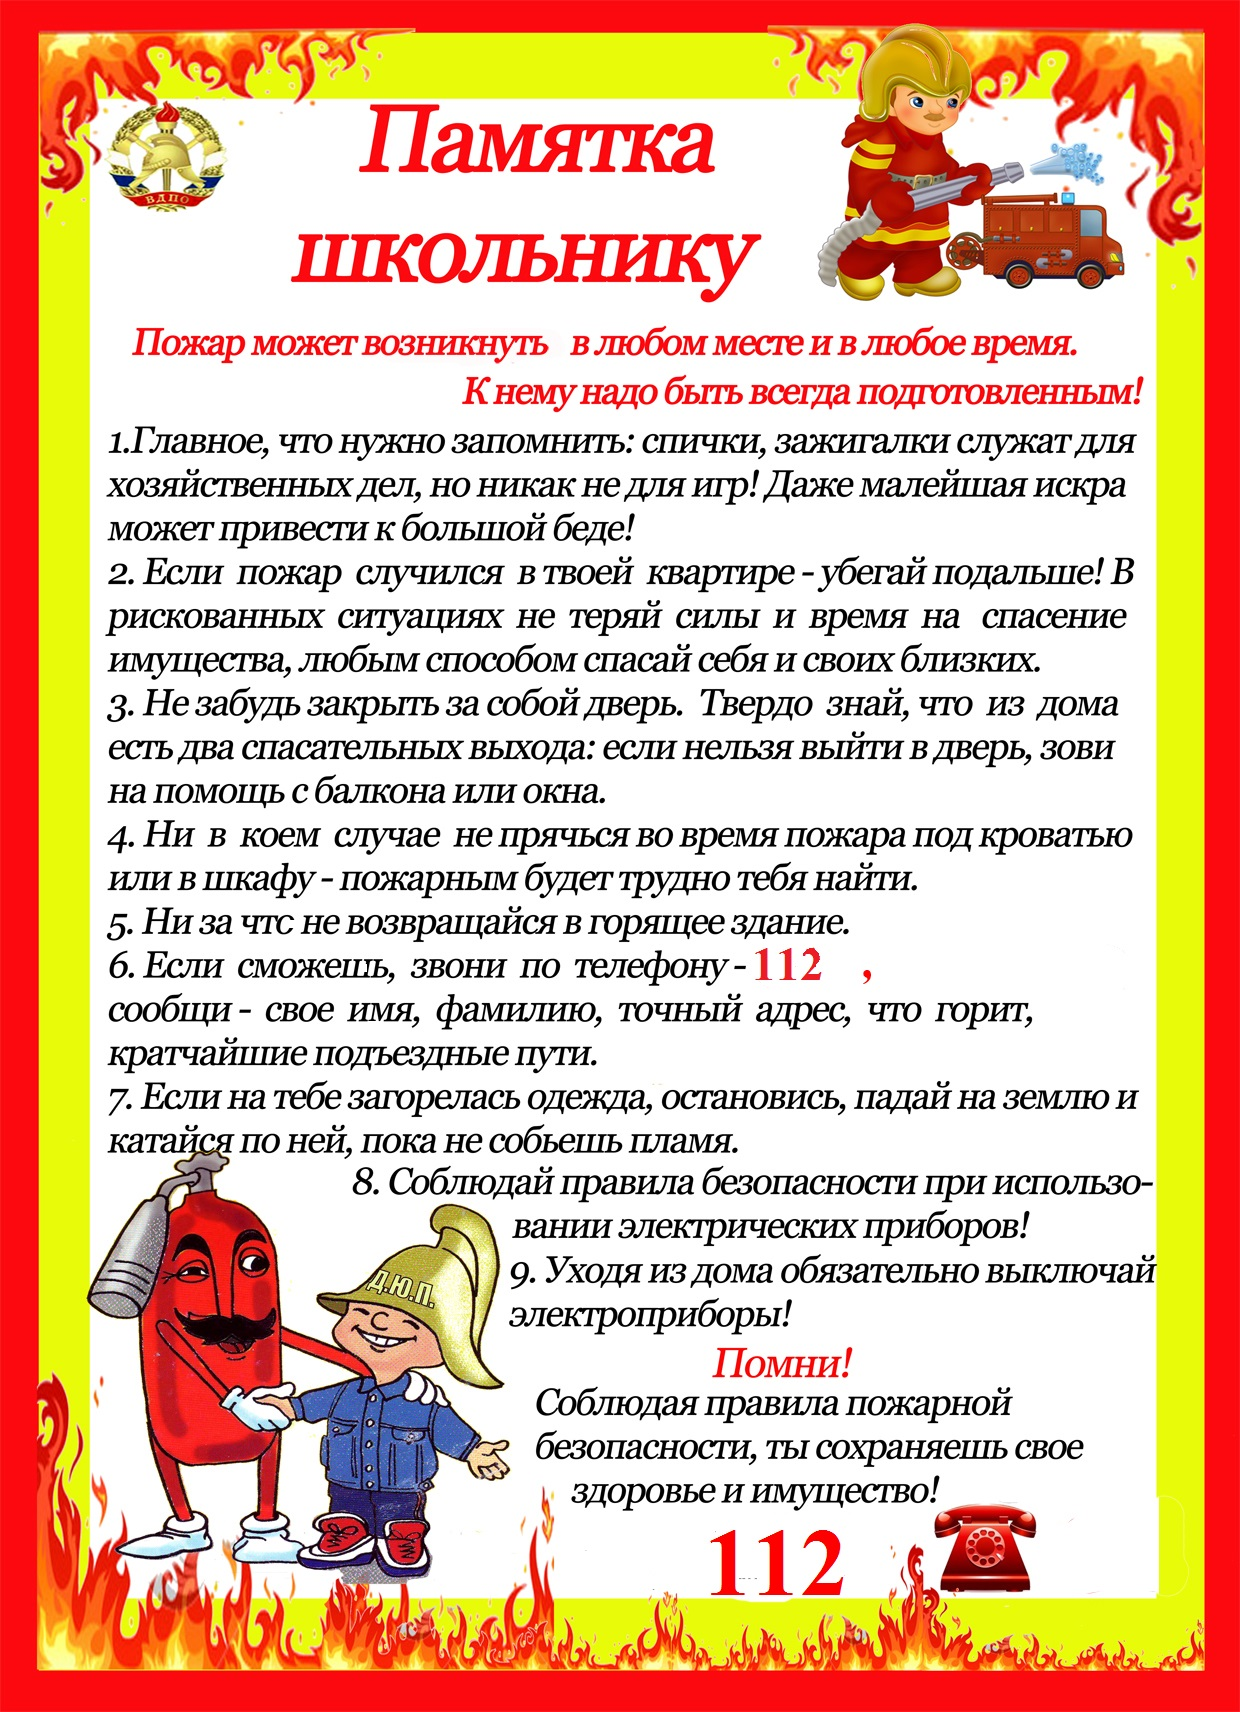 Памятка
школьнику
ВДПО
Пожар может возникнуть в любом месте и в любое время.
К нему надо быть всегда подготовленным!
1.Главное, что нужно запомнить: спички, зажигалки служат для
хозяйственных дел, но никак не для игр! Даже малейшая искра
может привести к большой беде!
2. Если пожар случился в твоей квартире - убегай подальше! В
рискованных ситуациях не теряй силы и время на спасение
имущества, любым способом спасай себя и своих близких.
3. Не забудь закрыть за собой дверь. Твердо знай, что из дома
есть два спасательных выхода: если нельзя выйти в дверь, зови
на помощь с балкона или окна.
4. Ни в коем случае не прячься во время пожара под кроватью
или в шкафу - пожарным будет трудно тебя найти.
5. Ни за чтс не возвращайся в горящее здание.
6. Если сможешь, звони по телефону - 112 ,
сообщи - свое имя, фамилию, точный адрес, что горит,
кратчайшие подъездные пути.
7. Если на тебе загорелась одежда, остановись, падай на землю и
катайся по ней, пока не собьешь пламя.
8. Соблюдай правила безопасности при использо-
вании электрических приборов!
9. Уходя из дома обязательно выключай
электроприборы!
Д.Ю.П.
Помни!
Соблюдая правила пожарной
безопасности, ты сохраняешь свое
здоровье и имущество!
112